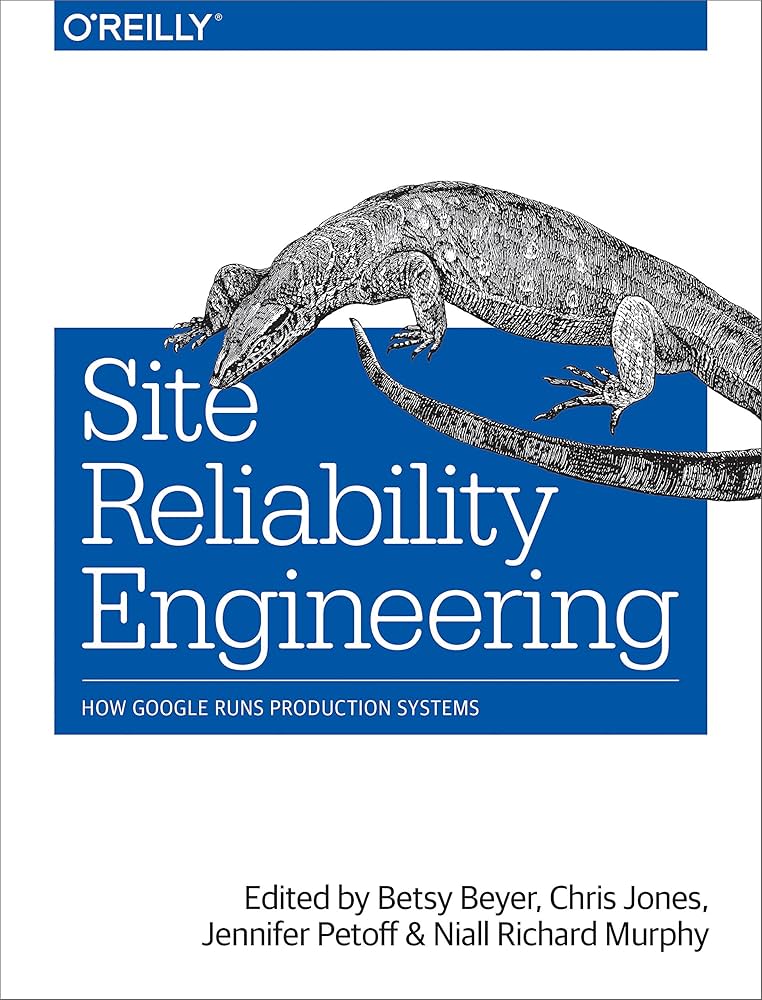 O'REILLY®
Site
Reliability
Engineering
HOW GOOGLE RUNS PRODUCTION SYSTEMS
Edited by Betsy Beyer, Chris Jones,
Jennifer Petoff & Niall Richard Murphy